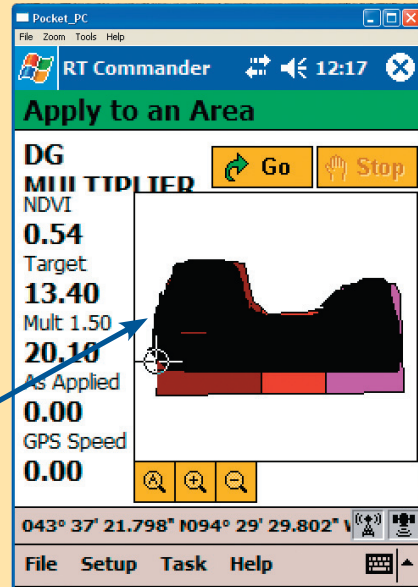 Pocket_PC
File Zoom Tools Help
RT Commander 12:17
Apply to an Area
DG
MULTIPLIER
Go
Stop
NDVI
0.54
Target
13.40
Mult 1.50
20.10
As Applied
0.00
GPS Speed
0.00
A
043° 37' 21.798" N094° 29' 29.802" W
File Setup Task Help